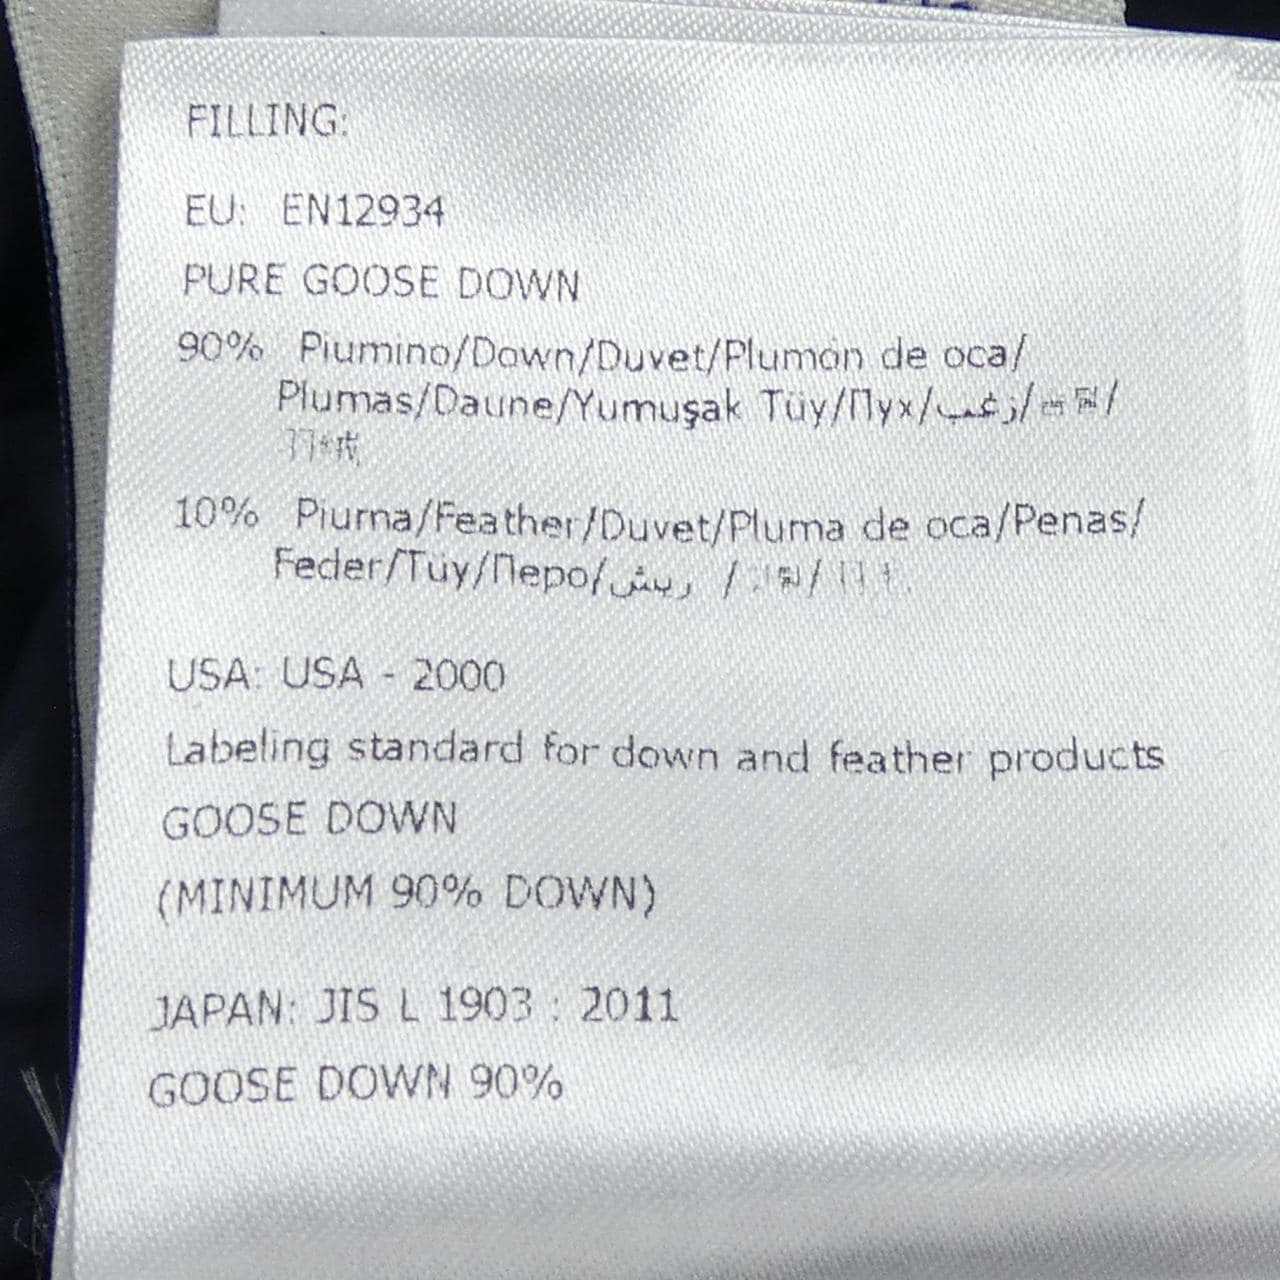 FILLING:
EU: EN12934
PURE GOOSE DOWN
90% Piumino/Down/Duvet/Plumón de oca/
Plumas/Daune/Yumuşak Tüy/Пух/زغب/
10% Piuma/Feather/Duvet/Pluma de oca/Penas/
Feder/Tüy/Перо/ريش /
USA: USA - 2000
Labeling standard for down and feather products
GOOSE DOWN
(MINIMUM 90% DOWN)
JAPAN: JIS L 1903 : 2011
GOOSE DOWN 90%